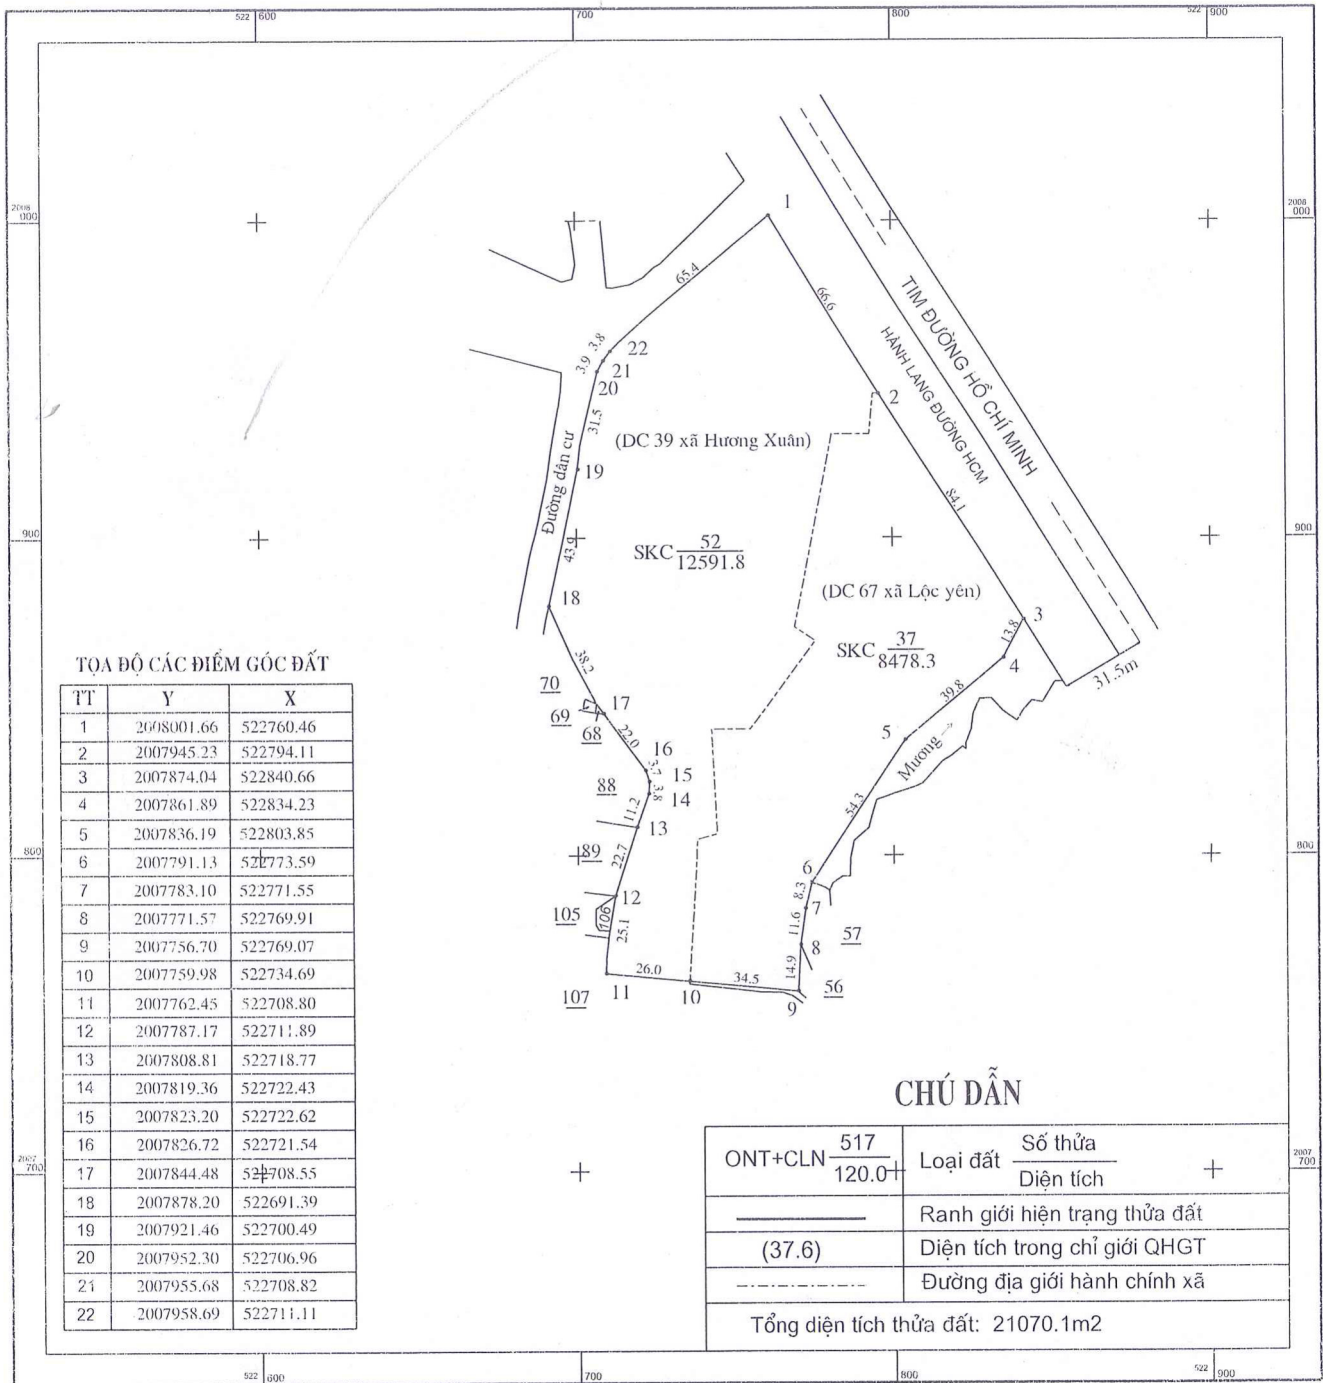 522 600 700 800 522 900
2008 000 2008 000
900 900
800 800
2007 700 2007 700
522 600 700 800 522 900
1
65.4
66.6
TIM ĐƯỜNG HỒ CHÍ MINH
HÀNH LANG ĐƯỜNG HCM
3.8
3.9
22
21
20
2
31.5
(DC 39 xã Hương Xuân)
Đường dân cư
19
84.1
43.9
SKC 52
12591.8
(DC 67 xã Lộc yên)
18
3
13.8
SKC 37
8478.3
4
31.5m
38.2
39.8
70
69
68
17
22.0
5
Mương
16
3.7
15
3.8
14
88
11.2
13
54.3
89
22.7
6
8.3
7
12
105
106
25.1
11.6
57
8
14.9
26.0
34.5
11
10
9
56
107
TỌA ĐỘ CÁC ĐIỂM GÓC ĐẤT
TT Y X
1 2008001.66 522760.46
2 2007945.23 522794.11
3 2007874.04 522840.66
4 2007861.89 522834.23
5 2007836.19 522803.85
6 2007791.13 522773.59
7 2007783.10 522771.55
8 2007771.57 522769.91
9 2007756.70 522769.07
10 2007759.98 522734.69
11 2007762.45 522708.80
12 2007787.17 522711.89
13 2007808.81 522718.77
14 2007819.36 522722.43
15 2007823.20 522722.62
16 2007826.72 522721.54
17 2007844.48 522708.55
18 2007878.20 522691.39
19 2007921.46 522700.49
20 2007952.30 522706.96
21 2007955.68 522708.82
22 2007958.69 522711.11
CHÚ DẪN
ONT+CLN 517
120.0
Loại đất Số thửa
Diện tích
Ranh giới hiện trạng thửa đất
(37.6) Diện tích trong chỉ giới QHGT
Đường địa giới hành chính xã
Tổng diện tích thửa đất: 21070.1m2